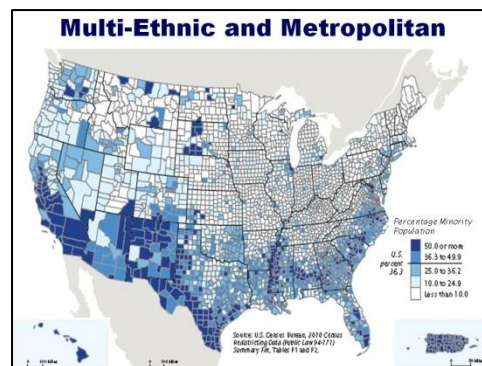 Multi-Ethnic and Metropolitan
Percentage Minority
Population
U.S.
percent
36.3
50.0 or more
36.3 to 49.9
25.0 to 36.2
10.0 to 24.9
Less than 10.0
Source: U.S. Census Bureau, 2010 Census
Redistricting Data (Public Law 94-171)
Summary File, Tables P1 and P2.